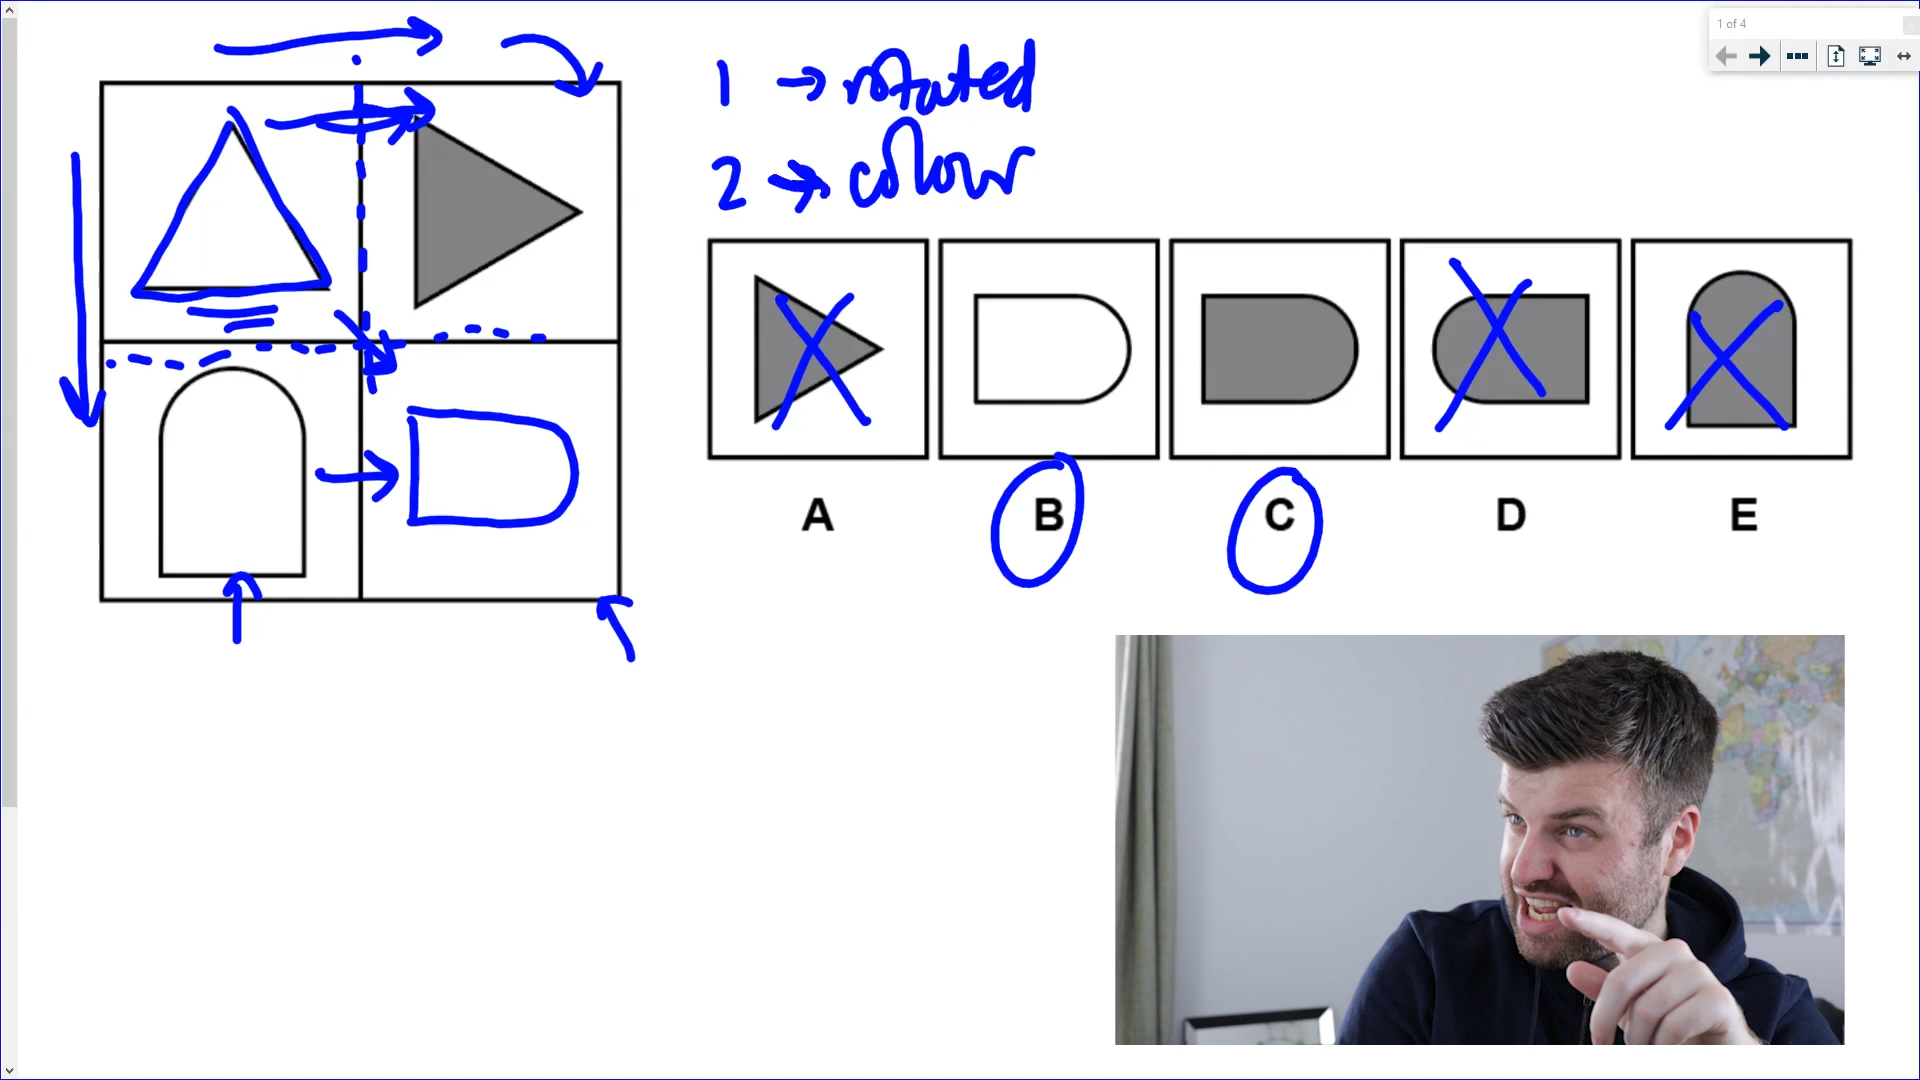 1 of 4
1 → rotated
2 → colour
A B C D E